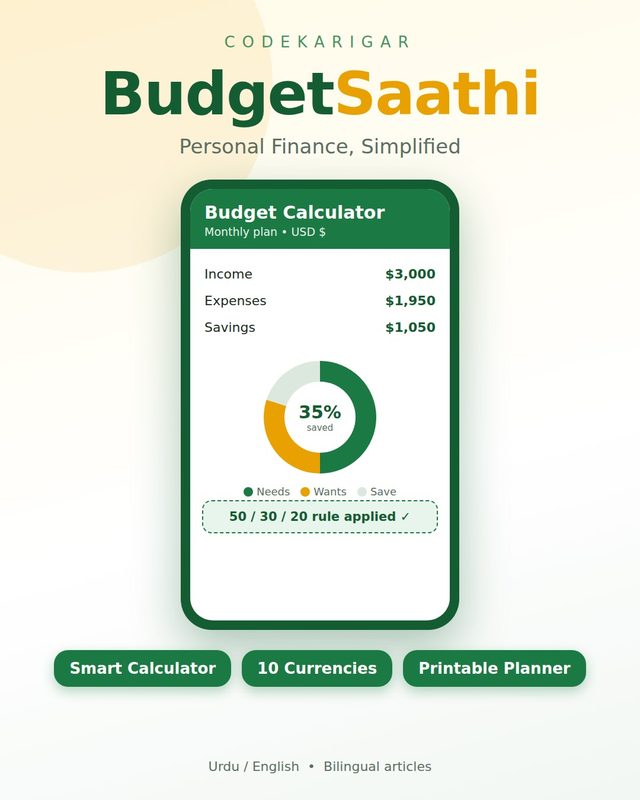 CODEKARIGAR
BudgetSaathi
Personal Finance, Simplified
Budget Calculator
Monthly plan • USD $
Income $3,000
Expenses $1,950
Savings $1,050
35%
saved
Needs Wants Save
50 / 30 / 20 rule applied ✓
Smart Calculator 10 Currencies Printable Planner
Urdu / English • Bilingual articles